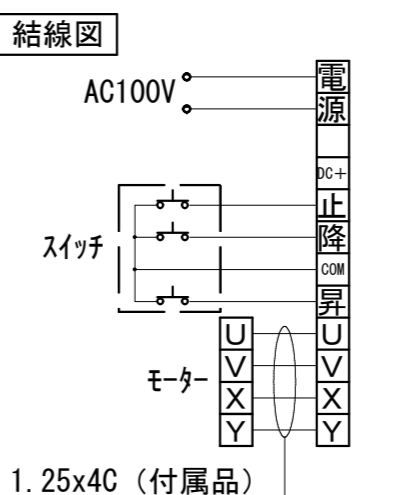 結線図
AC100V
電
源
DC+
止
降
COM
昇
スイッチ
モーター
U
V
X
Y
U
V
X
Y
1.25x4C (付属品)